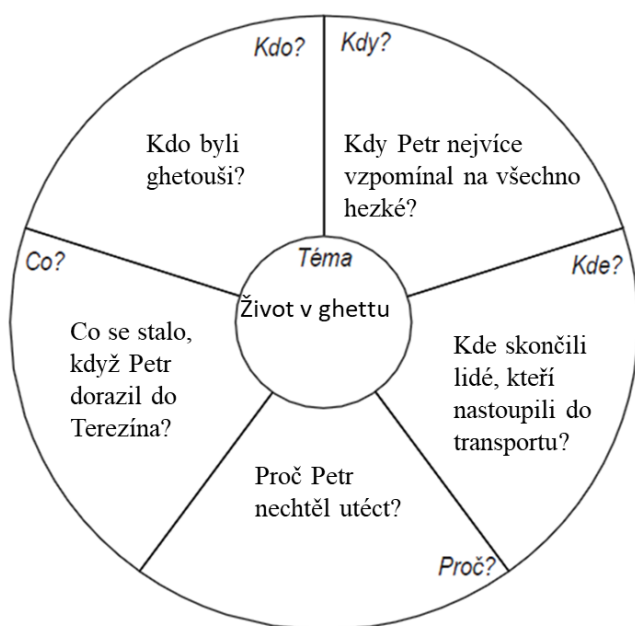 Kdo?
Kdo byli
ghetouši?
Kdy?
Kdy Petr nejvíce
vzpomínal na všechno
hezké?
Co?
Co se stalo,
když Petr
dorazil do
Terezína?
Téma
Život v ghettu
Kde?
Kde skončili
lidé, kteří
nastoupili do
transportu?
Proč Petr
nechtěl utéct?
Proč?